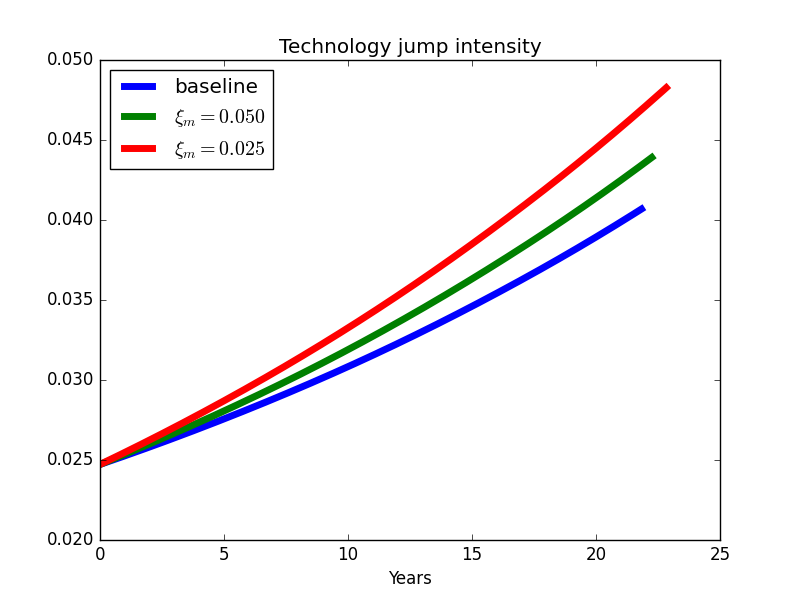 Technology jump intensity
0.050
0.045
0.040
0.035
0.030
0.025
0.020
baseline
ξₘ = 0.050
ξₘ = 0.025
0 5 10 15 20 25
Years